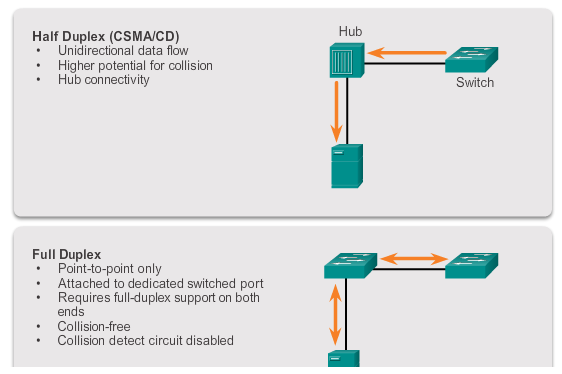 Half Duplex (CSMA/CD)
• Unidirectional data flow
• Higher potential for collision
• Hub connectivity
Hub
Switch
Full Duplex
• Point-to-point only
• Attached to dedicated switched port
• Requires full-duplex support on both
ends
• Collision-free
• Collision detect circuit disabled